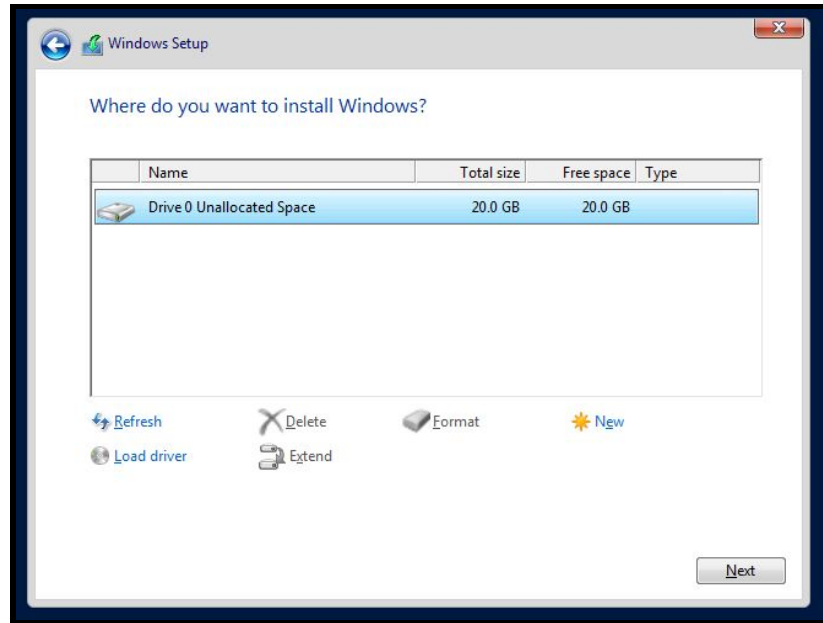 Windows Setup
Where do you want to install Windows?
Name Total size Free space Type
Drive 0 Unallocated Space 20.0 GB 20.0 GB
Refresh Delete Format New
Load driver Extend
Next